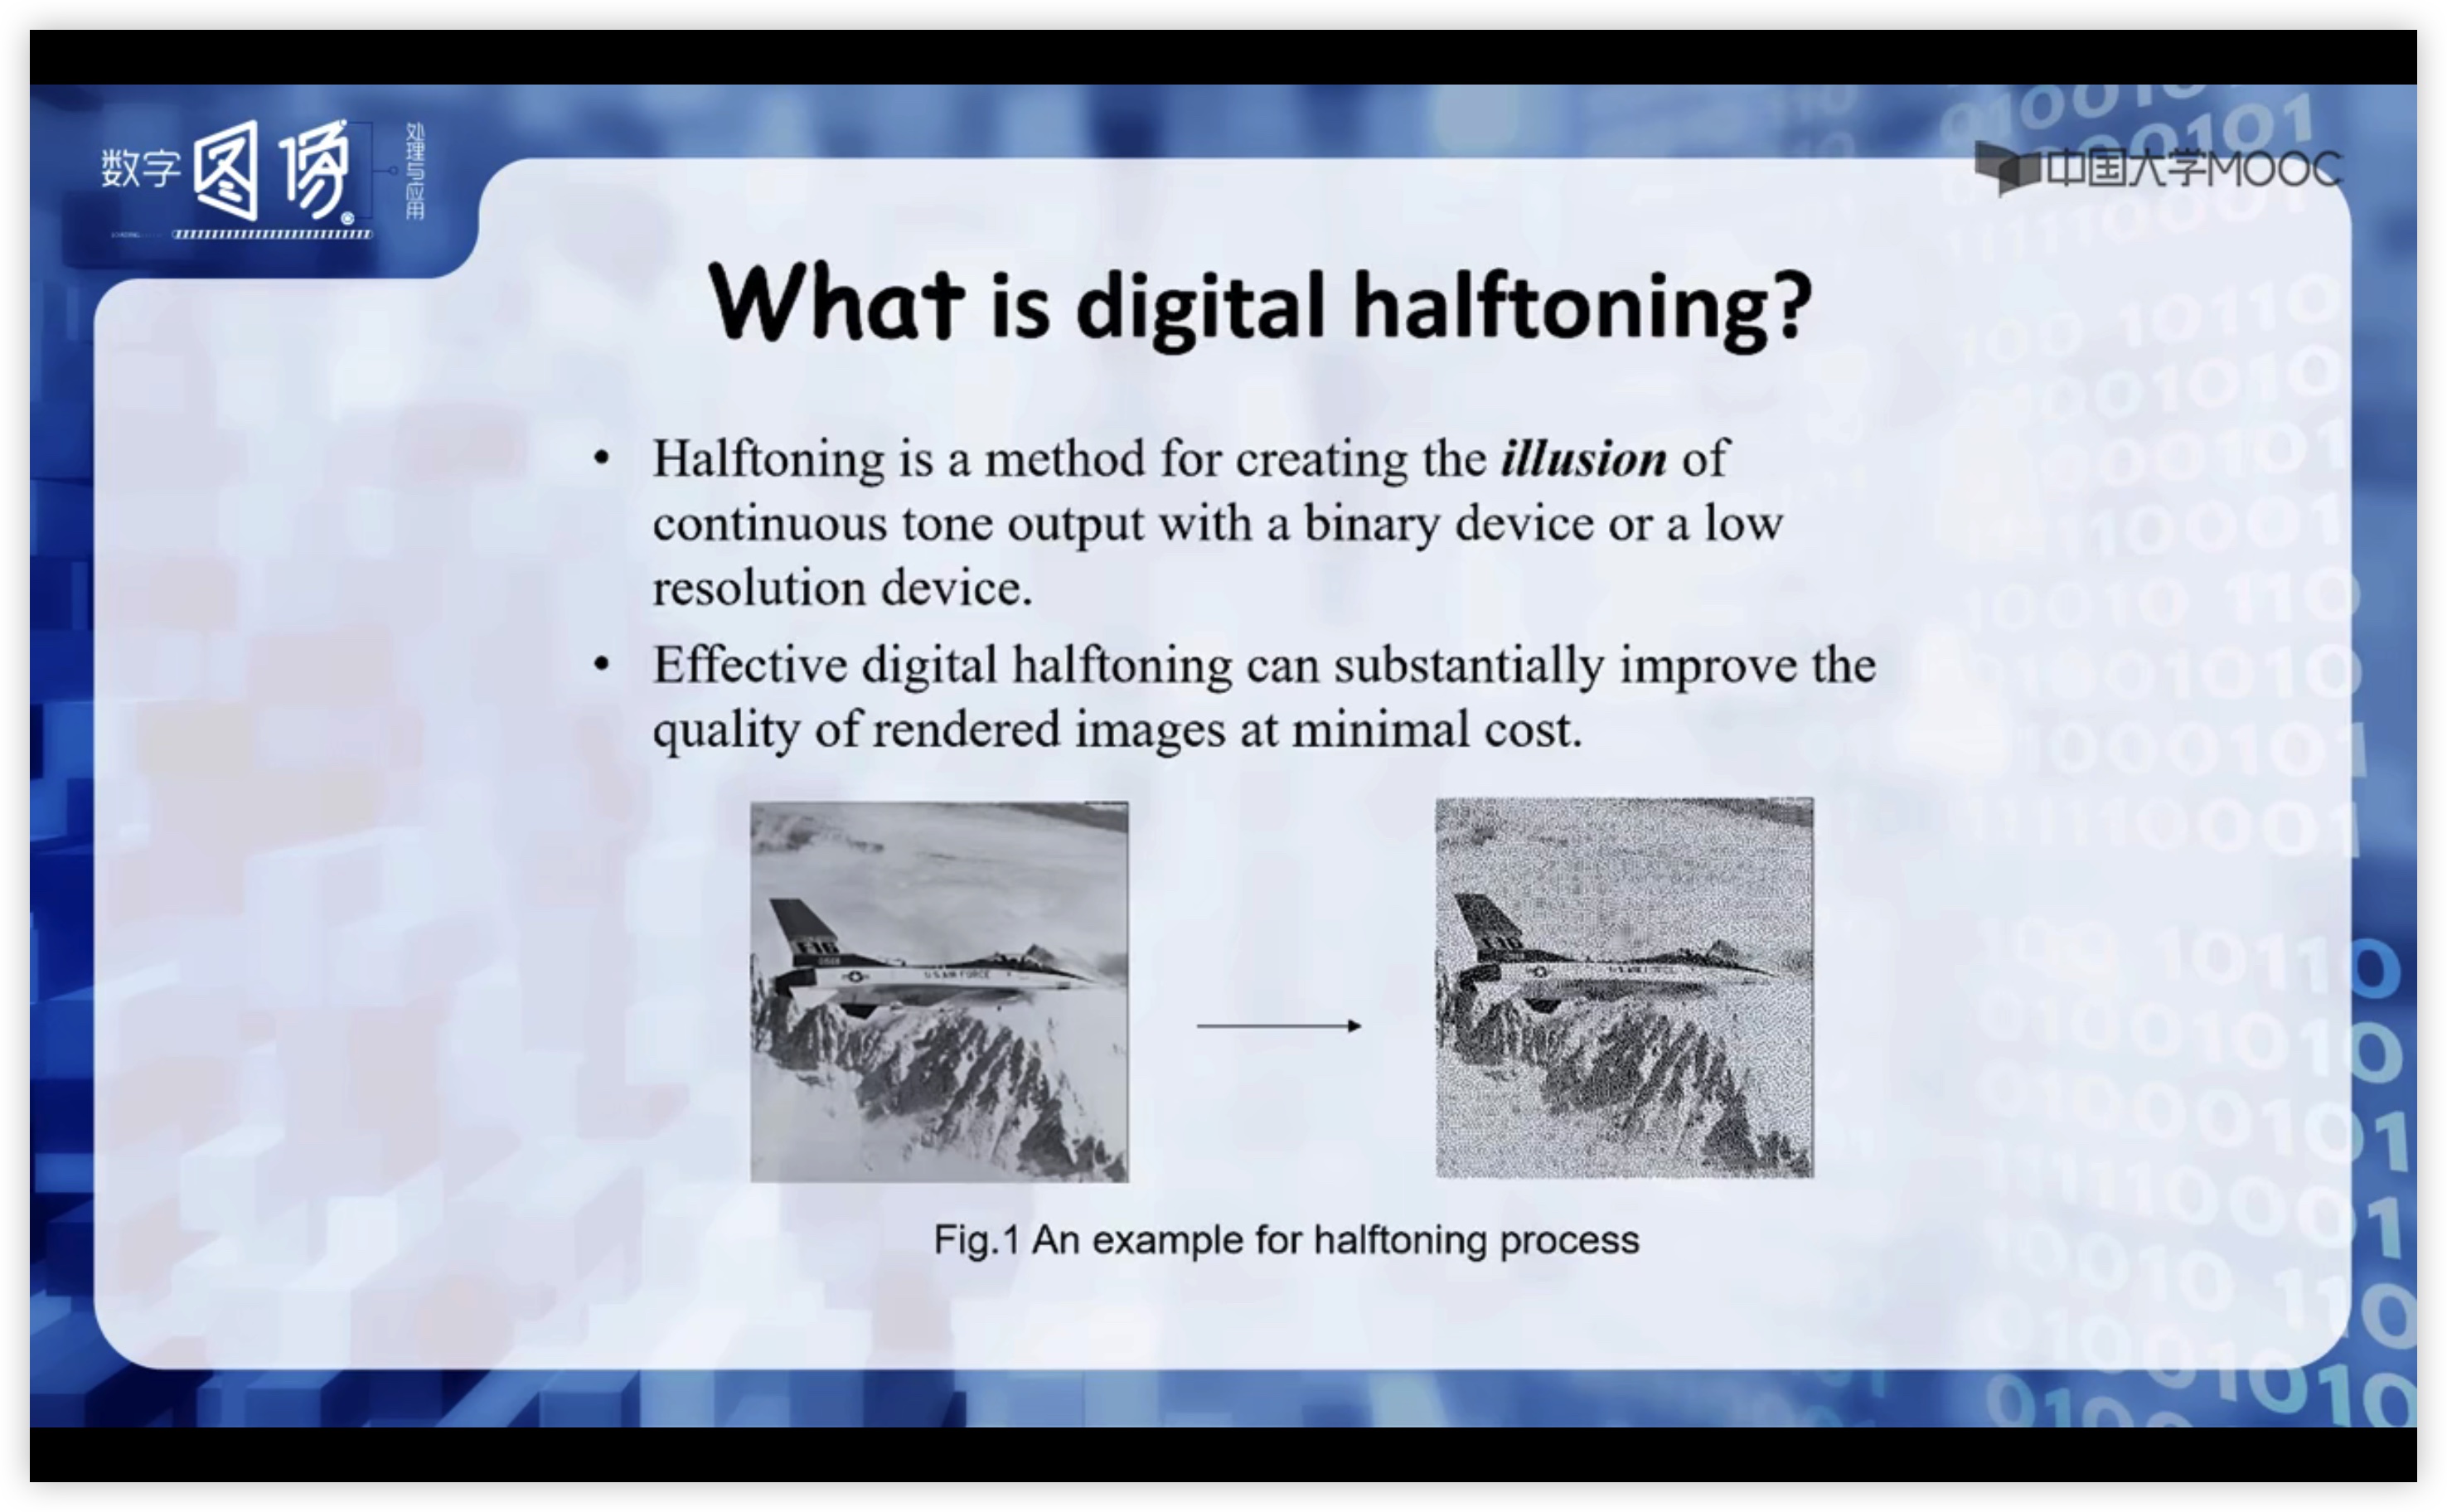 数字图像
处理与应用
中国大学MOOC
What is digital halftoning?
• Halftoning is a method for creating the illusion of
continuous tone output with a binary device or a low
resolution device.
• Effective digital halftoning can substantially improve the
quality of rendered images at minimal cost.
F16
U.S. AIR FORCE
Fig.1 An example for halftoning process